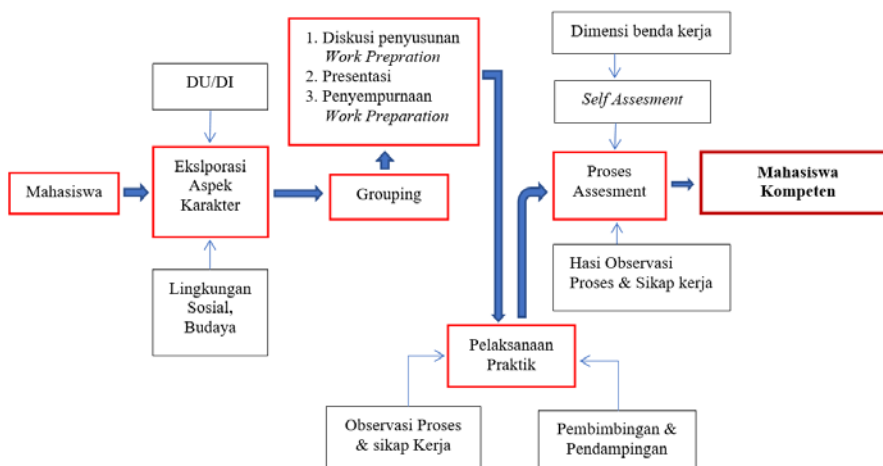 1. Diskusi penyusunan
Work Prepration
2. Presentasi
3. Penyempurnaan
Work Preparation
Dimensi benda kerja
DU/DI
Self Assesment
Mahasiswa
Ekslporasi
Aspek
Karakter
Grouping
Proses
Assesment
Mahasiswa
Kompeten
Lingkungan
Sosial,
Budaya
Hasi Observasi
Proses & Sikap kerja
Pelaksanaan
Praktik
Observasi Proses
& sikap Kerja
Pembimbingan &
Pendampingan